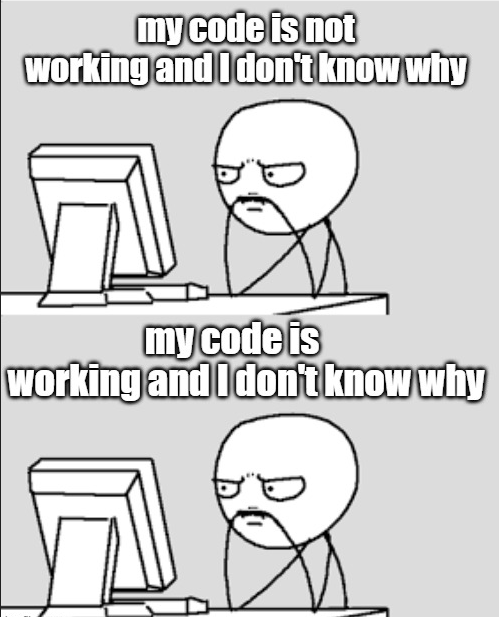 my code is not
working and I don't know why
my code is
working and I don't know why